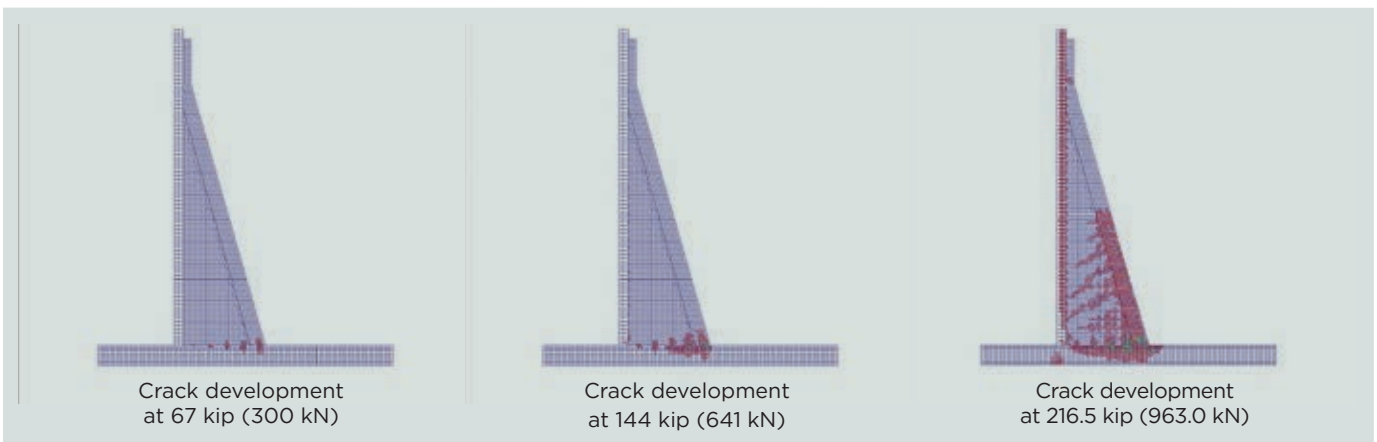 Crack development
at 67 kip (300 kN)
Crack development
at 144 kip (641 kN)
Crack development
at 216.5 kip (963.0 kN)